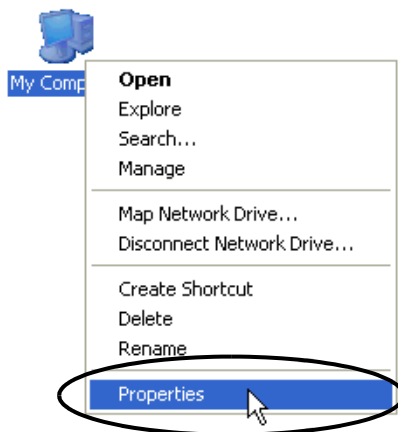 My Comp
Open
Explore
Search...
Manage
Map Network Drive...
Disconnect Network Drive...
Create Shortcut
Delete
Rename
Properties